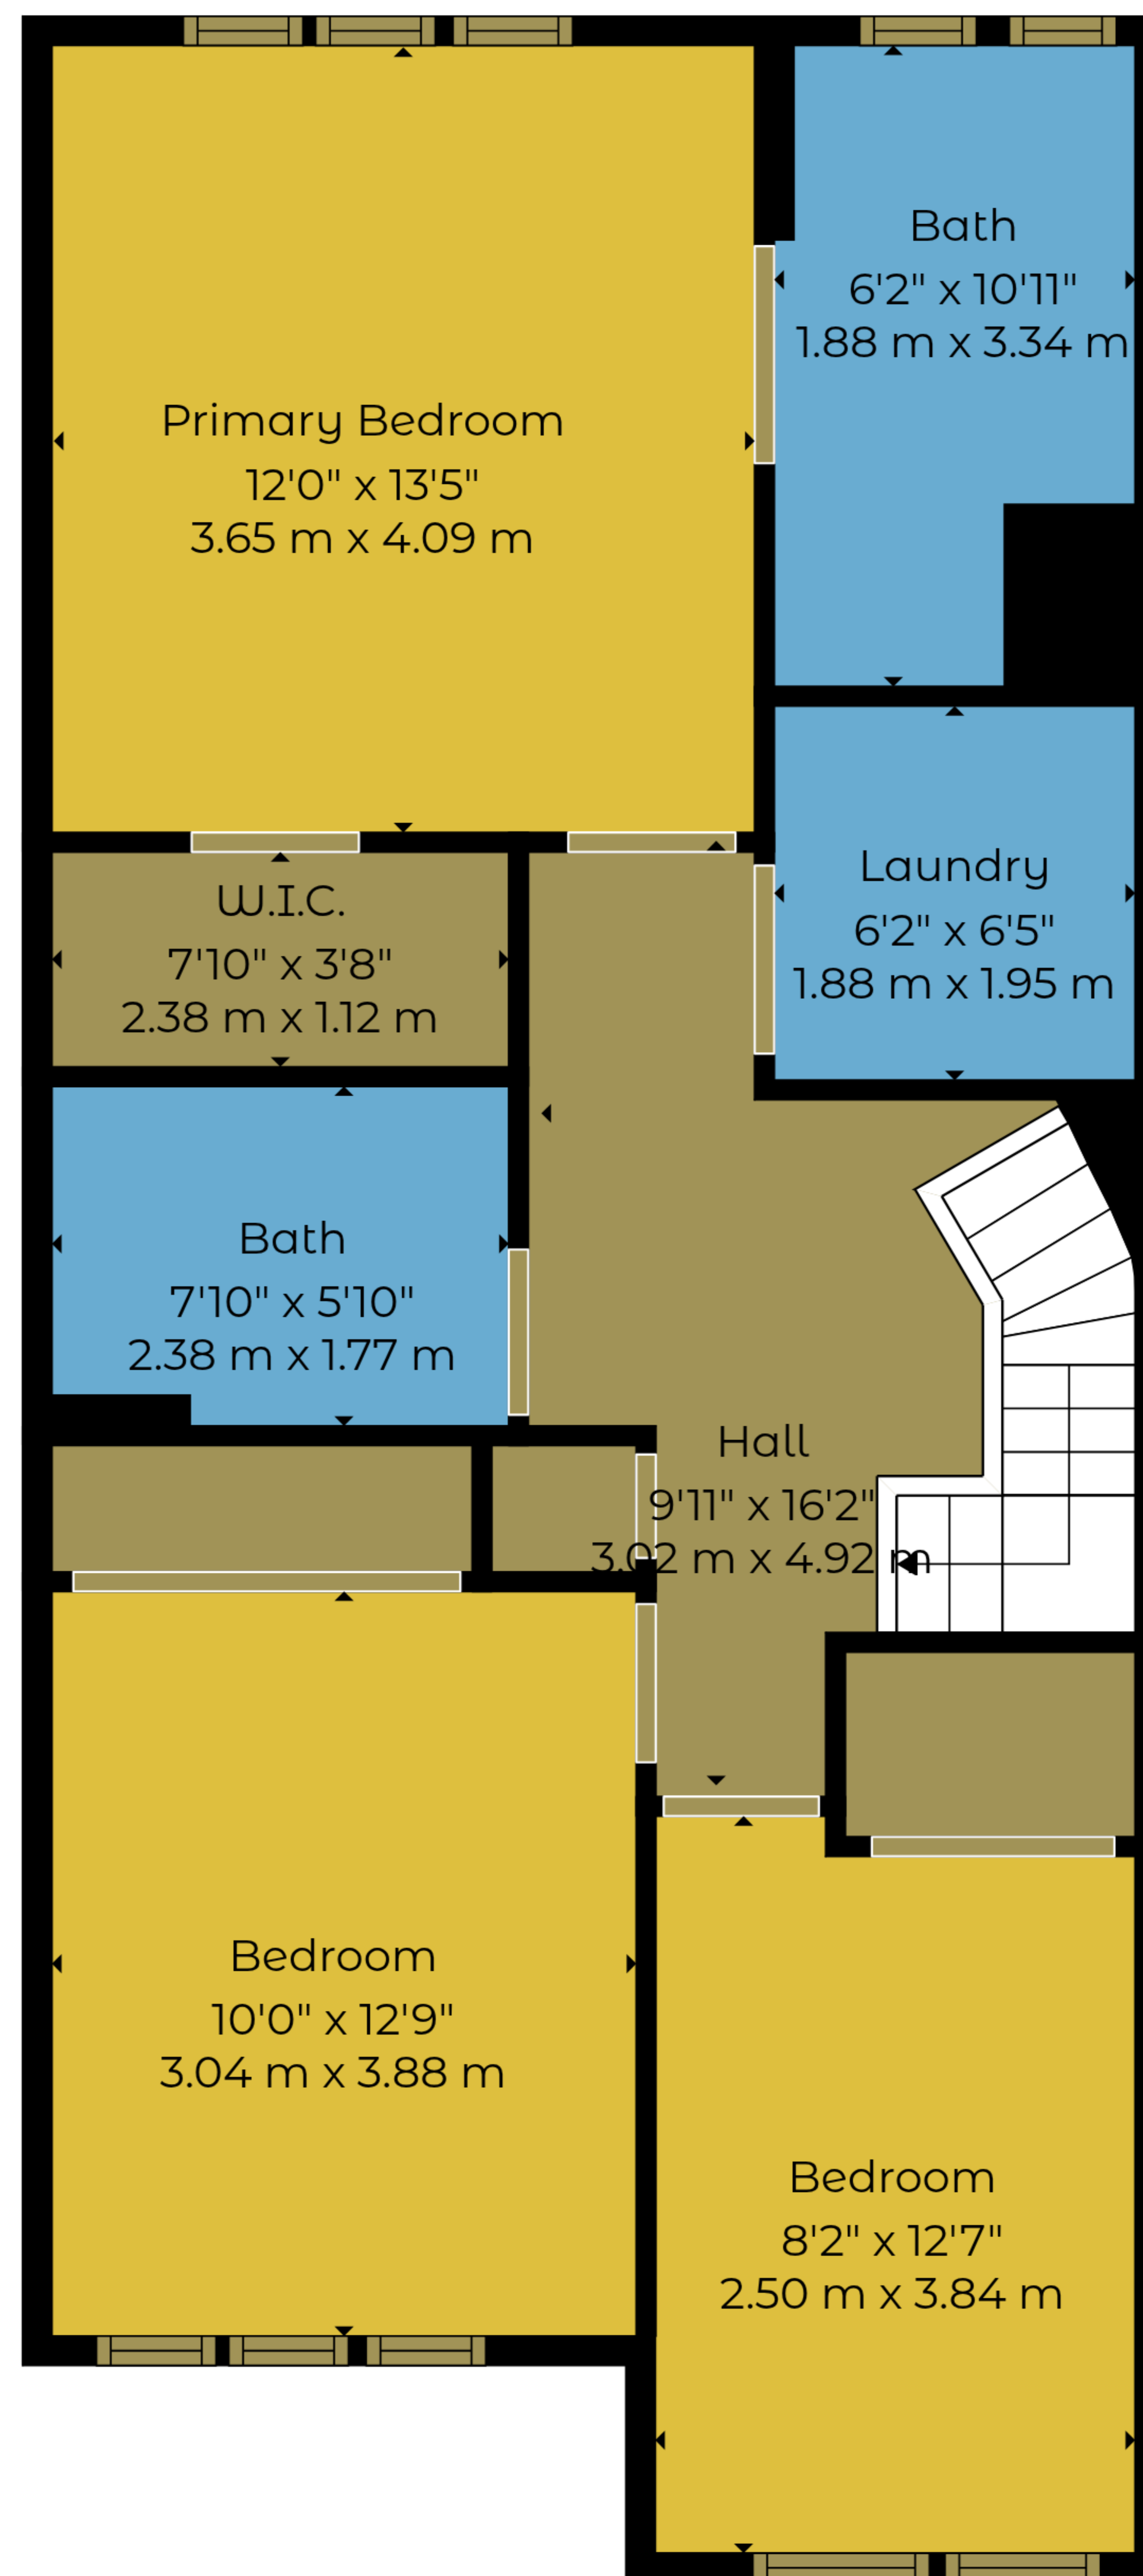 Bath
6'2" x 10'11"
1.88 m x 3.34 m
Primary Bedroom
12'0" x 13'5"
3.65 m x 4.09 m
Laundry
6'2" x 6'5"
1.88 m x 1.95 m
W.I.C.
7'10" x 3'8"
2.38 m x 1.12 m
Bath
7'10" x 5'10"
2.38 m x 1.77 m
Hall
9'11" x 16'2"
3.02 m x 4.92 m
Bedroom
10'0" x 12'9"
3.04 m x 3.88 m
Bedroom
8'2" x 12'7"
2.50 m x 3.84 m